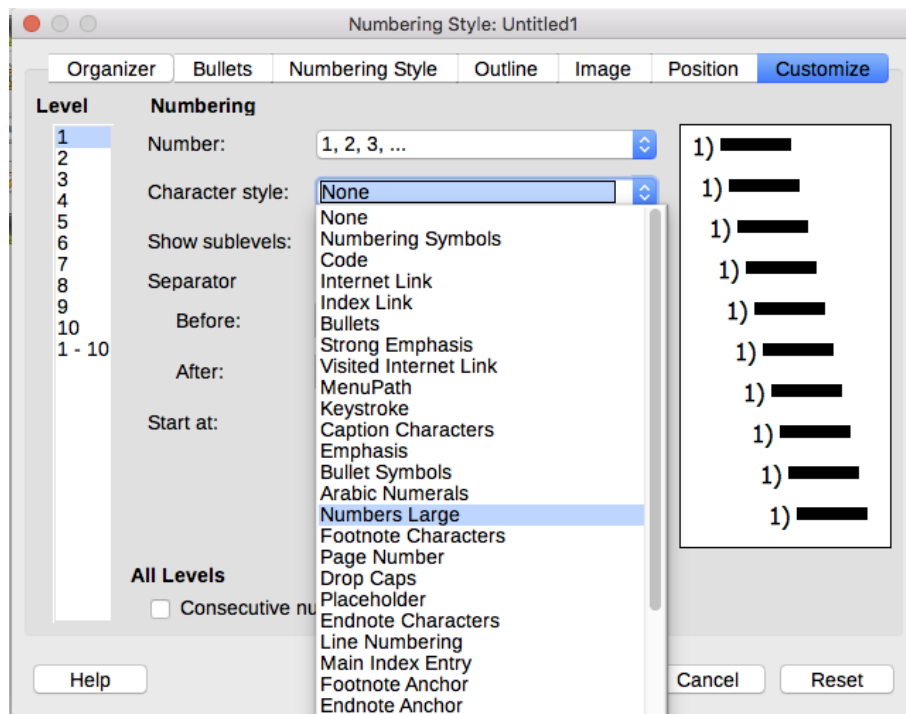 Numbering Style: Untitled1
Organizer Bullets Numbering Style Outline Image Position Customize
Level Numbering
1
2
3
4
5
6
7
8
9
10
1 - 10
Number: 1, 2, 3, ...
Character style: None
Show sublevels:
Separator
Before:
After:
Start at:
None
Numbering Symbols
Code
Internet Link
Index Link
Bullets
Strong Emphasis
Visited Internet Link
MenuPath
Keystroke
Caption Characters
Emphasis
Bullet Symbols
Arabic Numerals
Numbers Large
Footnote Characters
Page Number
Drop Caps
Placeholder
Endnote Characters
Line Numbering
Main Index Entry
Footnote Anchor
Endnote Anchor
1)
1)
1)
1)
1)
1)
1)
1)
1)
1)
All Levels
Consecutive nu
Help Cancel Reset